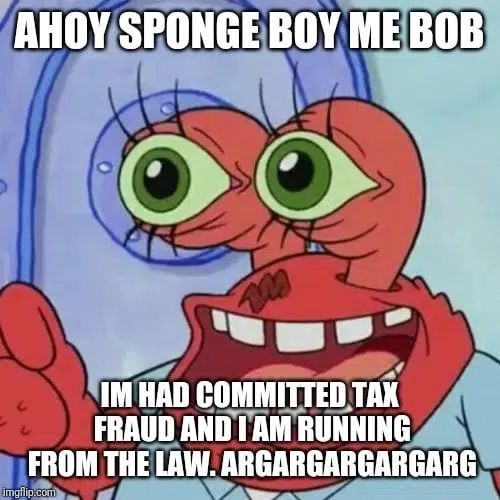 AHOY SPONGE BOY ME BOB
IM HAD COMMITTED TAX
FRAUD AND I AM RUNNING
FROM THE LAW. ARGARGARGARGARG
imgflip.com